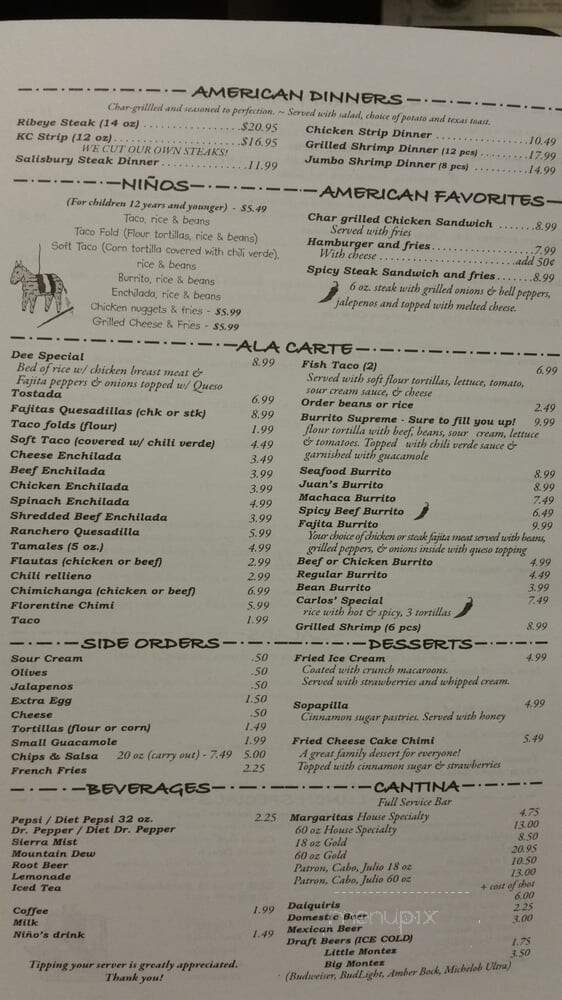 AMERICAN DINNERS
Char-grillled and seasoned to perfection. ~ Served with salad, choice of potato and texas toast.
Ribeye Steak (14 oz) $20.95
KC Strip (12 oz) $16.95
WE CUT OUR OWN STEAKS!
Salisbury Steak Dinner 11.99
Chicken Strip Dinner 10.49
Grilled Shrimp Dinner (12 pcs) 17.99
Jumbo Shrimp Dinner (8 pcs) 14.99
NIÑOS
(For children 12 years and younger) - $5.49
Taco, rice & beans
Taco Fold (Flour tortillas, rice & beans)
Soft Taco (Corn tortilla covered with chili verde),
rice & beans
Burrito, rice & beans
Enchilada, rice & beans
Chicken nuggets & fries - $5.99
Grilled Cheese & Fries - $5.99
AMERICAN FAVORITES
Char grilled Chicken Sandwich 8.99
Served with fries
Hamburger and fries 7.99
With cheese add 50¢
Spicy Steak Sandwich and fries 8.99
6 oz. steak with grilled onions & bell peppers,
jalepenos and topped with melted cheese.
ALA CARTE
Dee Special 8.99
Bed of rice w/ chicken breast meat &
Fajita peppers & onions topped w/ Queso
Tostada 6.99
Fajitas Quesadillas (chk or stk) 8.99
Taco folds (flour) 1.99
Soft Taco (covered w/ chili verde) 4.49
Cheese Enchilada 3.49
Beef Enchilada 3.99
Chicken Enchilada 3.99
Spinach Enchilada 4.99
Shredded Beef Enchilada 3.99
Ranchero Quesadilla 5.99
Tamales (5 oz.) 4.99
Flautas (chicken or beef) 2.99
Chili rellieno 2.99
Chimichanga (chicken or beef) 6.99
Florentine Chimi 5.99
Taco 1.99
Fish Taco (2) 6.99
Served with soft flour tortillas, lettuce, tomato,
sour cream sauce, & cheese
Order beans or rice 2.49
Burrito Supreme - Sure to fill you up! 9.99
flour tortilla with beef, beans, sour cream, lettuce
& tomatoes. Topped with chili verde sauce &
garnished with guacamole
Seafood Burrito 8.99
Juan's Burrito 8.99
Machaca Burrito 7.49
Spicy Beef Burrito 6.49
Fajita Burrito 9.99
Your choice of chicken or steak fajita meat served with beans,
grilled peppers, & onions inside with queso topping
Beef or Chicken Burrito 4.99
Regular Burrito 4.49
Bean Burrito 3.99
Carlos' Special 7.49
rice with hot & spicy, 3 tortillas
Grilled Shrimp (6 pcs) 8.99
SIDE ORDERS
Sour Cream .50
Olives .50
Jalapenos .50
Extra Egg 1.50
Cheese .50
Tortillas (flour or corn) 1.49
Small Guacamole 1.99
Chips & Salsa 20 oz (carry out) - 7.49 5.00
French Fries 2.25
DESSERTS
Fried Ice Cream 4.99
Coated with crunch macaroons.
Served with strawberries and whipped cream.
Sopapilla 4.99
Cinnamon sugar pastries. Served with honey
Fried Cheese Cake Chimi 5.49
A great family dessert for everyone!
Topped with cinnamon sugar & strawberries
BEVERAGES
Pepsi / Diet Pepsi 32 oz. 2.25
Dr. Pepper / Diet Dr. Pepper
Sierra Mist
Mountain Dew
Root Beer
Lemonade
Iced Tea
Coffee 1.99
Milk
Niño's drink 1.49
Tipping your server is greatly appreciated.
Thank you!
CANTINA
Full Service Bar
Margaritas House Specialty 4.75
60 oz House Specialty 13.00
18 oz Gold 8.50
60 oz Gold 20.95
Patron, Cabo, Julio 18 oz 10.50
Patron, Cabo, Julio 60 oz 13.00
+ cost of shot
Daiquiris 6.00
Domestic Beer 2.25
Mexican Beer 3.00
Draft Beers (ICE COLD)
Little Montez 1.75
Big Montez 3.50
(Budweiser, BudLight, Amber Bock, Michelob Ultra)
menupix